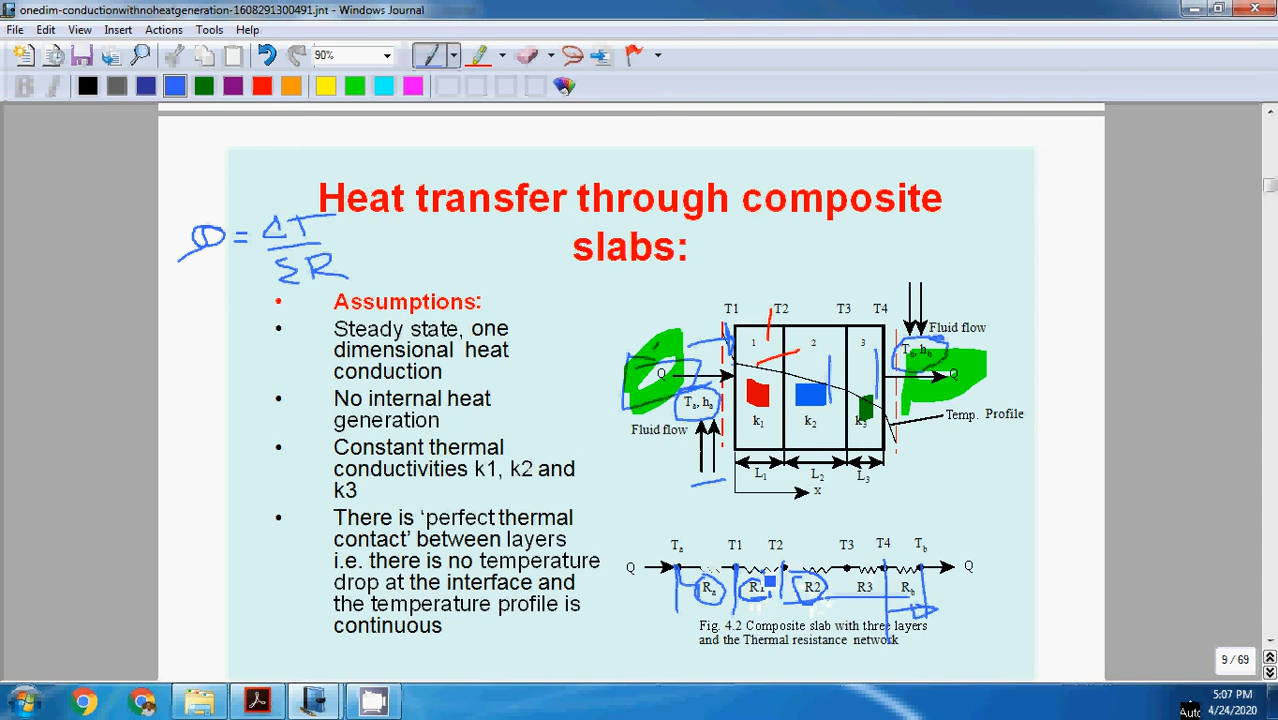 onedim-conductionwithnoheatgeneration-1608291300491.jnt - Windows Journal
File Edit View Insert Actions Tools Help
90%
Heat transfer through composite
slabs:
Q = ΔT
ΣR
• Assumptions:
• Steady state, one
dimensional heat
conduction
• No internal heat
generation
• Constant thermal
conductivities k1, k2 and
k3
• There is ‘perfect thermal
contact’ between layers
i.e. there is no temperature
drop at the interface and
the temperature profile is
continuous
T1 T2 T3 T4
Fluid flow
1 2 3
Tb, hb
Q Q
Ta, ha
k1 k2 k3
Temp. Profile
Fluid flow
L1 L2 L3
x
Ta T1 T2 T3 T4 Tb
Q Q
Ra R1 R2 R3 Rb
Fig. 4.2 Composite slab with three layers
and the Thermal resistance network
9 / 69
5:07 PM
4/24/2020
Auto